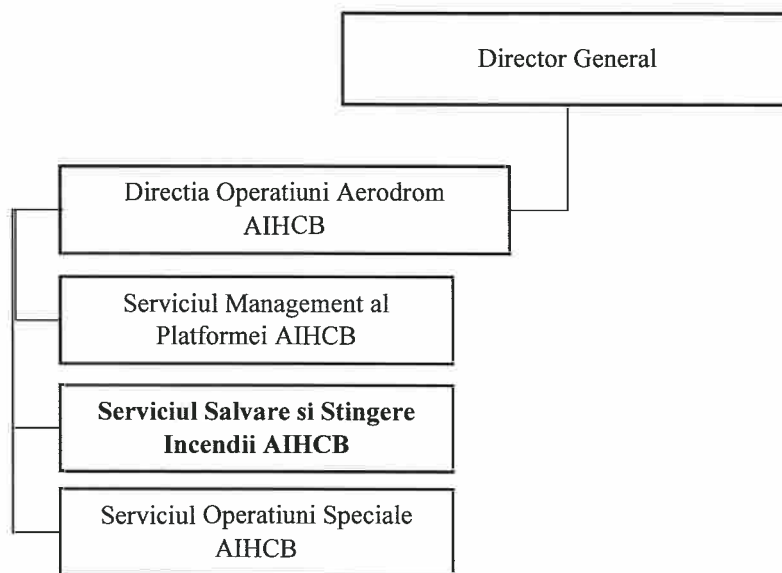 Director General
Directia Operatiuni Aerodrom
AIHCB
Serviciul Management al
Platformei AIHCB
Serviciul Salvare si Stingere
Incendii AIHCB
Serviciul Operatiuni Speciale
AIHCB